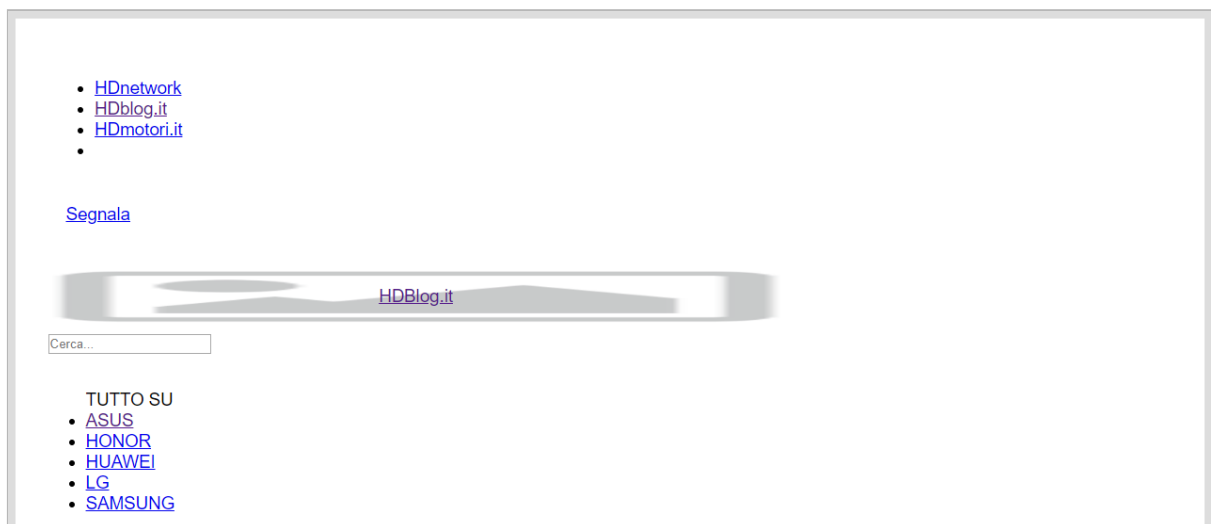 HDnetwork
HDblog.it
HDmotori.it
Segnala
HDBlog.it
Cerca...
TUTTO SU
ASUS
HONOR
HUAWEI
LG
SAMSUNG